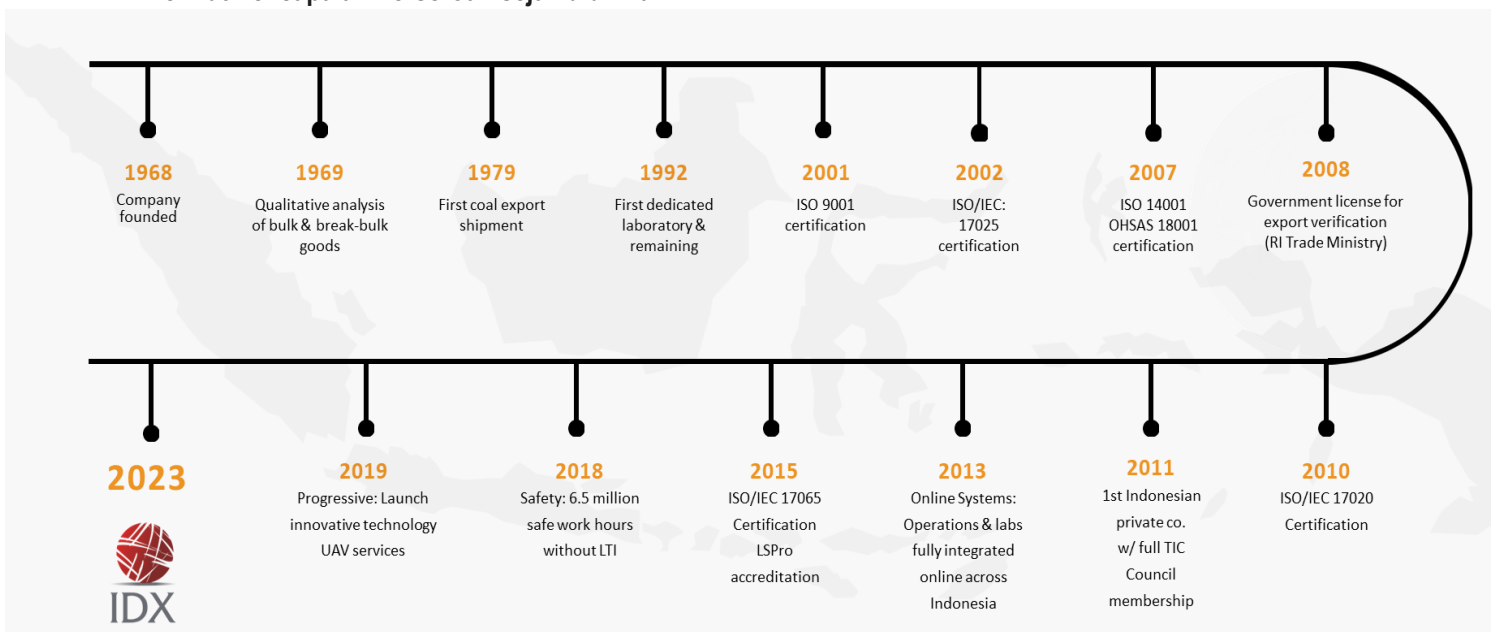 1968
Company
founded
1969
Qualitative analysis
of bulk & break-bulk
goods
1979
First coal export
shipment
1992
First dedicated
laboratory &
remaining
2001
ISO 9001
certification
2002
ISO/IEC:
17025
certification
2007
ISO 14001
OHSAS 18001
certification
2008
Government license for
export verification
(RI Trade Ministry)
2010
ISO/IEC 17020
Certification
2011
1st Indonesian
private co.
w/ full TIC
Council
membership
2013
Online Systems:
Operations & labs
fully integrated
online across
Indonesia
2015
ISO/IEC 17065
Certification
LSPro
accreditation
2018
Safety: 6.5 million
safe work hours
without LTI
2019
Progressive: Launch
innovative technology
UAV services
2023
IDX